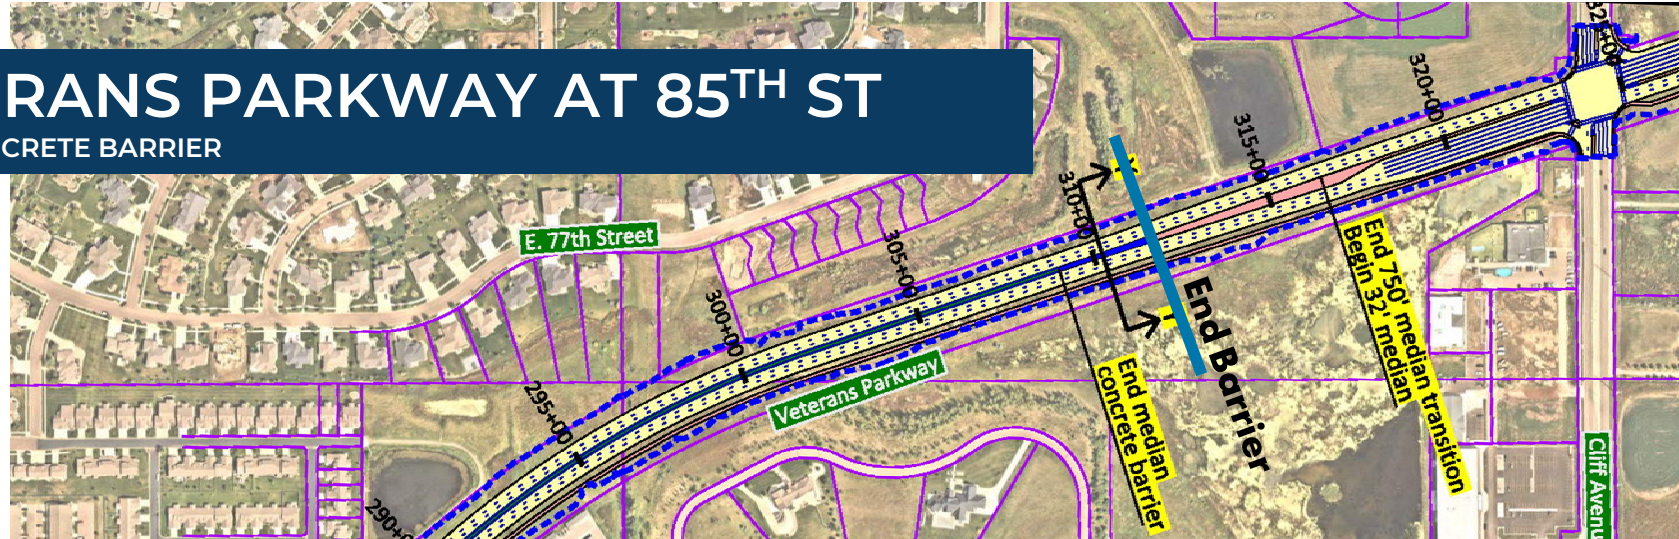 RANS PARKWAY AT 85TH ST
CRETE BARRIER
E. 77th Street
290+
295+00
300+00
305+00
310+00
315+00
320+00
Veterans Parkway
End Barrier
End median
concrete barrier
End 750' median transition
Begin 32' median
Cliff Avenu